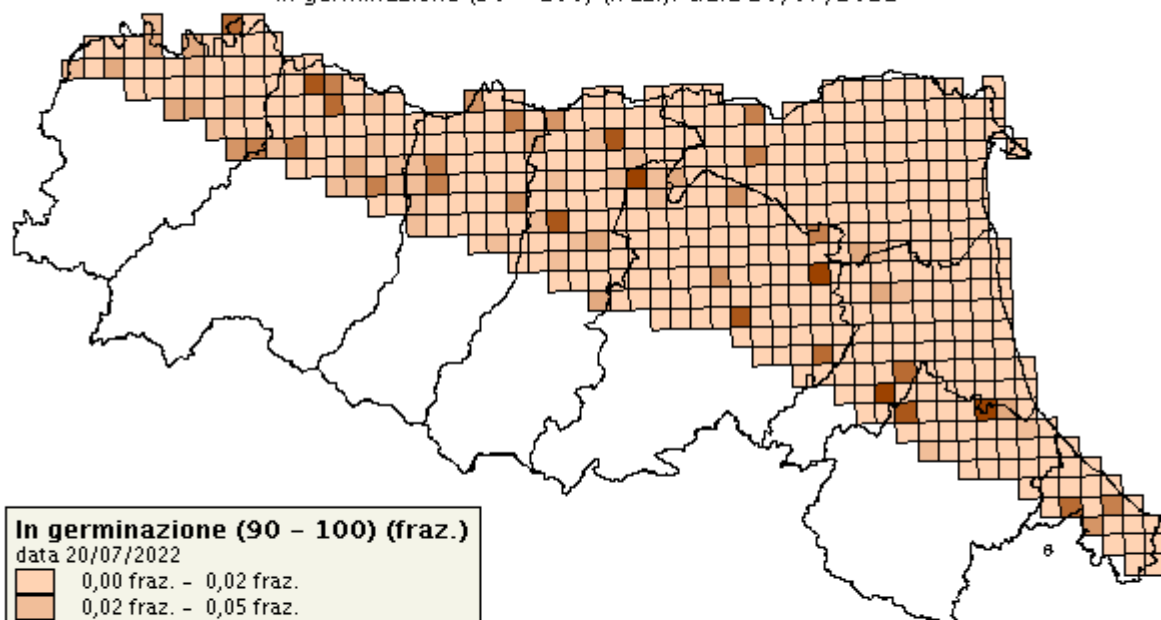 In germinazione (90 – 100) (fraz.)
data 20/07/2022
0,00 fraz. – 0,02 fraz.
0,02 fraz. – 0,05 fraz.